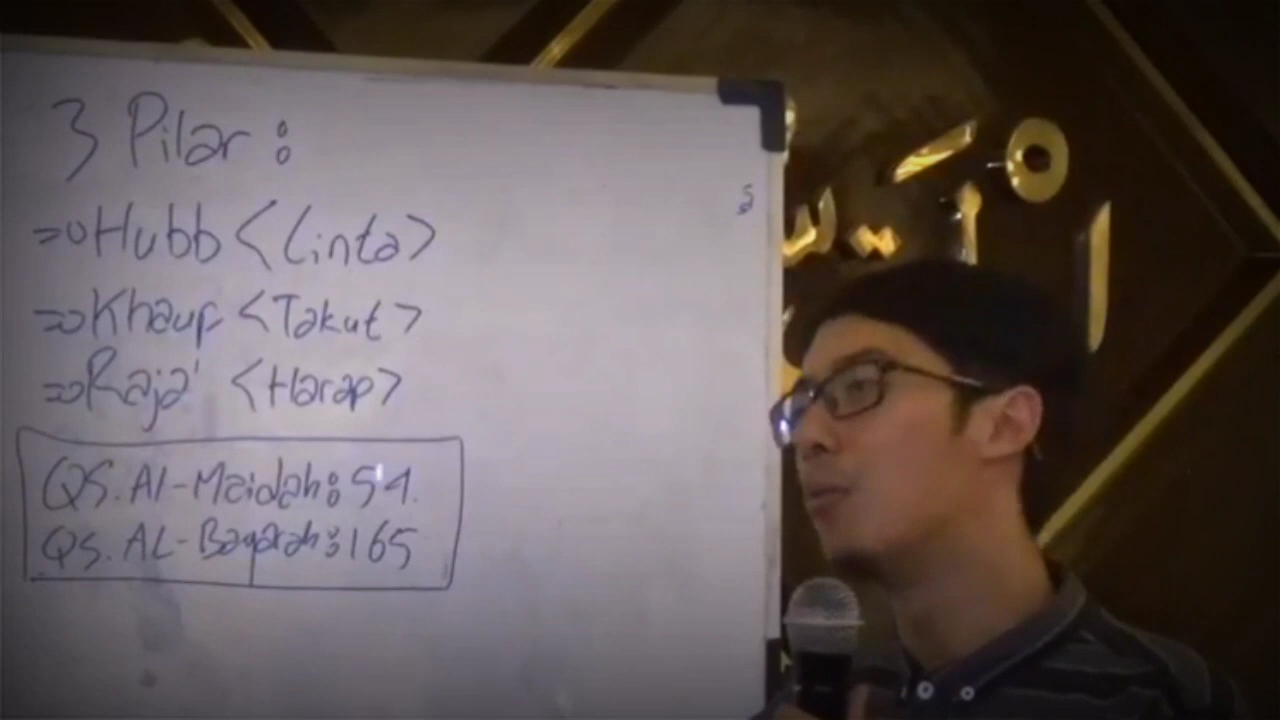 3 Pilar :
=> Hubb <Cinta>
=> Khauf <Takut>
=> Raja' <Harap>
QS. Al-Maidah : 54.
QS. AL-Baqarah : 165